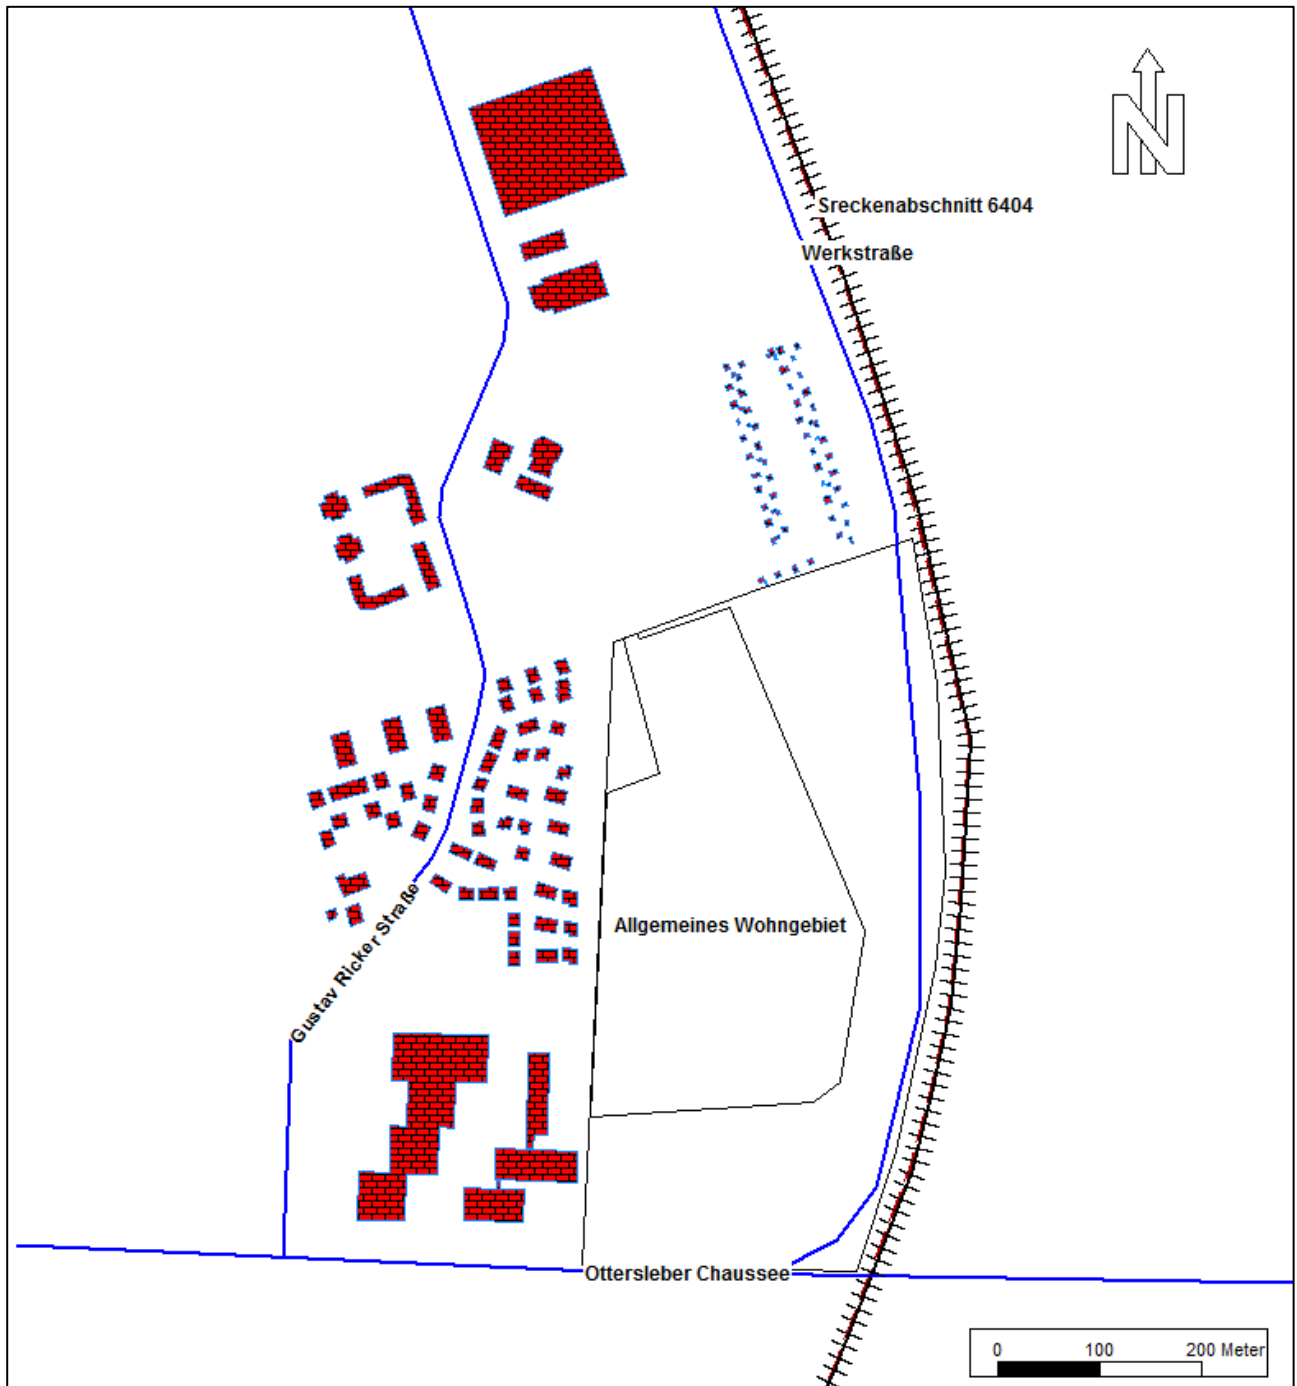 N
Sreckenabschnitt 6404
Werkstraße
Allgemeines Wohngebiet
Gustav Ricker Straße
Ottersleber Chaussee
0 100 200 Meter